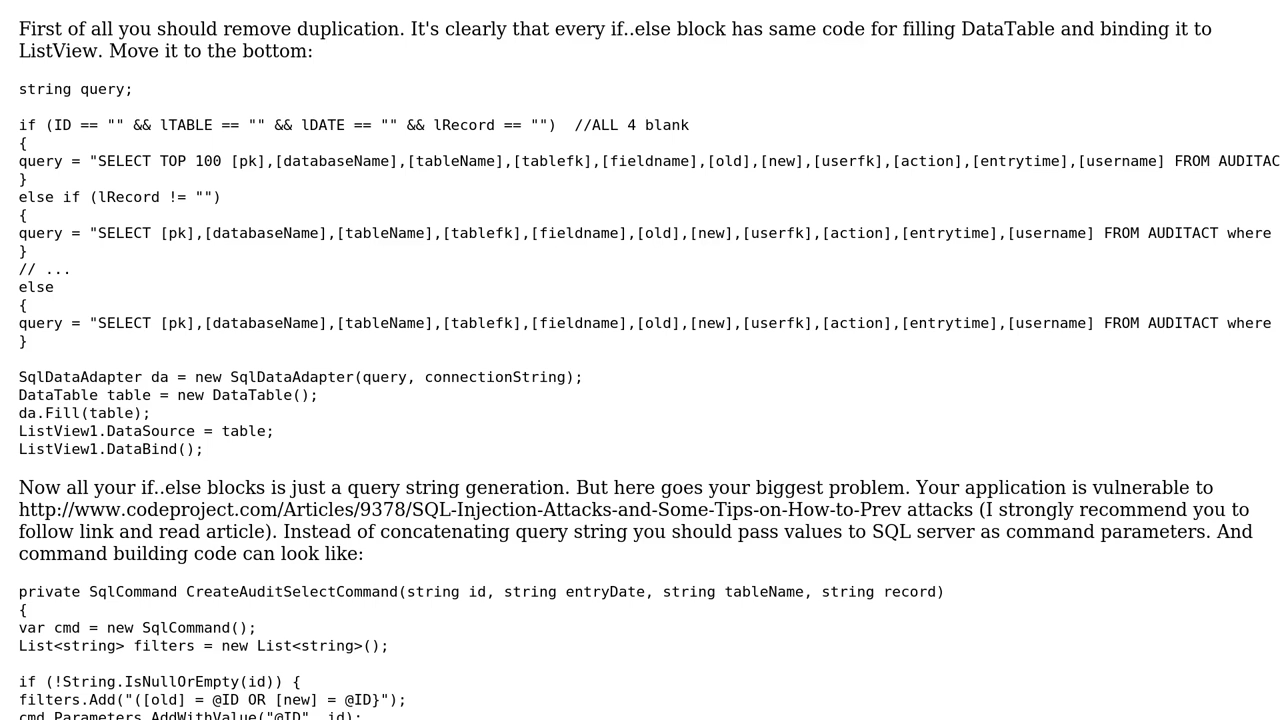 First of all you should remove duplication. It's clearly that every if..else block has same code for filling DataTable and binding it to
ListView. Move it to the bottom:
string query;
if (ID == "" && lTABLE == "" && lDATE == "" && lRecord == "")  //ALL 4 blank
{
query = "SELECT TOP 100 [pk],[databaseName],[tableName],[tablefk],[fieldname],[old],[new],[userfk],[action],[entrytime],[username] FROM AUDITAC
}
else if (lRecord != "")
{
query = "SELECT [pk],[databaseName],[tableName],[tablefk],[fieldname],[old],[new],[userfk],[action],[entrytime],[username] FROM AUDITACT where
}
// ...
else
{
query = "SELECT [pk],[databaseName],[tableName],[tablefk],[fieldname],[old],[new],[userfk],[action],[entrytime],[username] FROM AUDITACT where
}
SqlDataAdapter da = new SqlDataAdapter(query, connectionString);
DataTable table = new DataTable();
da.Fill(table);
ListView1.DataSource = table;
ListView1.DataBind();
Now all your if..else blocks is just a query string generation. But here goes your biggest problem. Your application is vulnerable to
http://www.codeproject.com/Articles/9378/SQL-Injection-Attacks-and-Some-Tips-on-How-to-Prev attacks (I strongly recommend you to
follow link and read article). Instead of concatenating query string you should pass values to SQL server as command parameters. And
command building code can look like:
private SqlCommand CreateAuditSelectCommand(string id, string entryDate, string tableName, string record)
{
var cmd = new SqlCommand();
List<string> filters = new List<string>();
if (!String.IsNullOrEmpty(id)) {
filters.Add("([old] = @ID OR [new] = @ID}");
cmd.Parameters.AddWithValue("@ID", id);